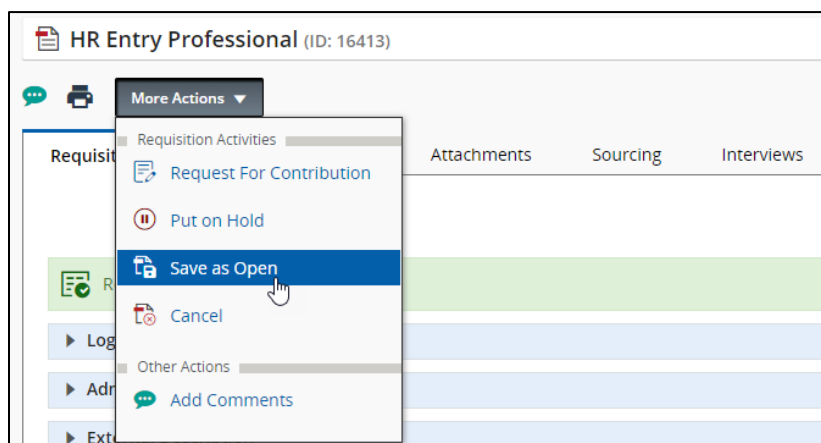 HR Entry Professional (ID: 16413)
More Actions
Requisition Activities
Requisit
Attachments
Sourcing
Interviews
Request For Contribution
Put on Hold
Save as Open
R
Cancel
Log
Other Actions
Adr
Add Comments